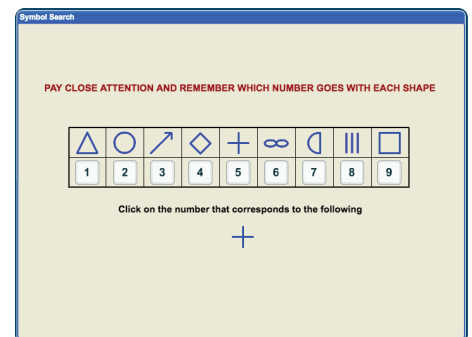 Symbol Search
PAY CLOSE ATTENTION AND REMEMBER WHICH NUMBER GOES WITH EACH SHAPE
1 2 3 4 5 6 7 8 9
Click on the number that corresponds to the following